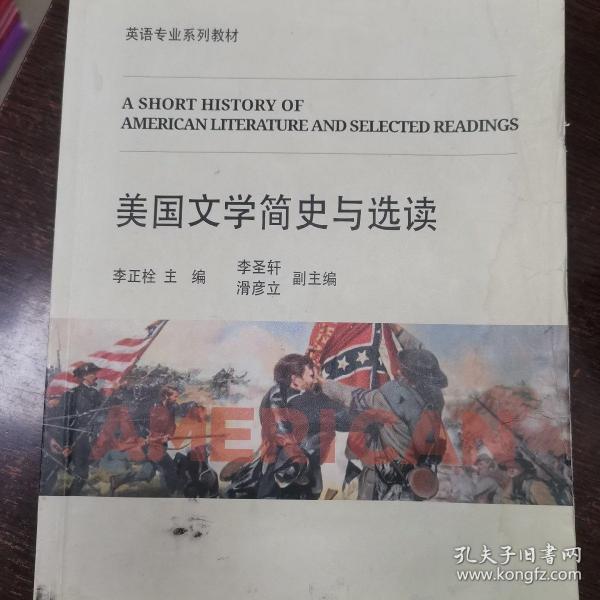 英语专业系列教材
A SHORT HISTORY OF
AMERICAN LITERATURE AND SELECTED READINGS
美国文学简史与选读
李正栓 主 编 李圣轩 副主编
滑彦立
AMERICAN
孔夫子旧书网
www.kongfz.com